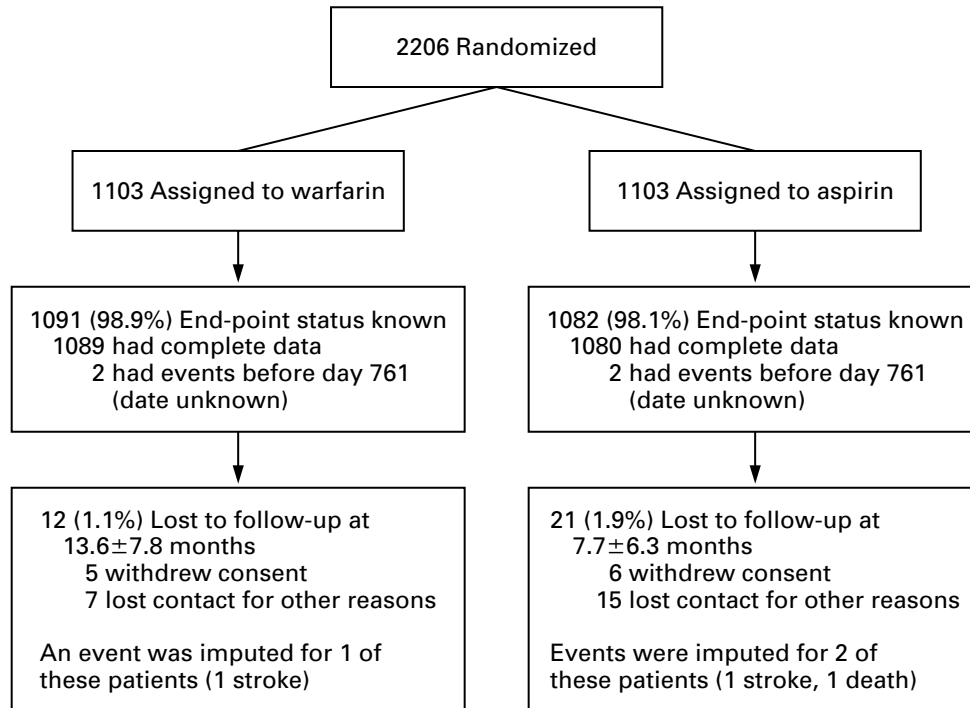 2206 Randomized
1103 Assigned to warfarin
1103 Assigned to aspirin
1091 (98.9%) End-point status known
1089 had complete data
2 had events before day 761
(date unknown)
1082 (98.1%) End-point status known
1080 had complete data
2 had events before day 761
(date unknown)
12 (1.1%) Lost to follow-up at
13.6±7.8 months
5 withdrew consent
7 lost contact for other reasons
An event was imputed for 1 of
these patients (1 stroke)
21 (1.9%) Lost to follow-up at
7.7±6.3 months
6 withdrew consent
15 lost contact for other reasons
Events were imputed for 2 of
these patients (1 stroke, 1 death)